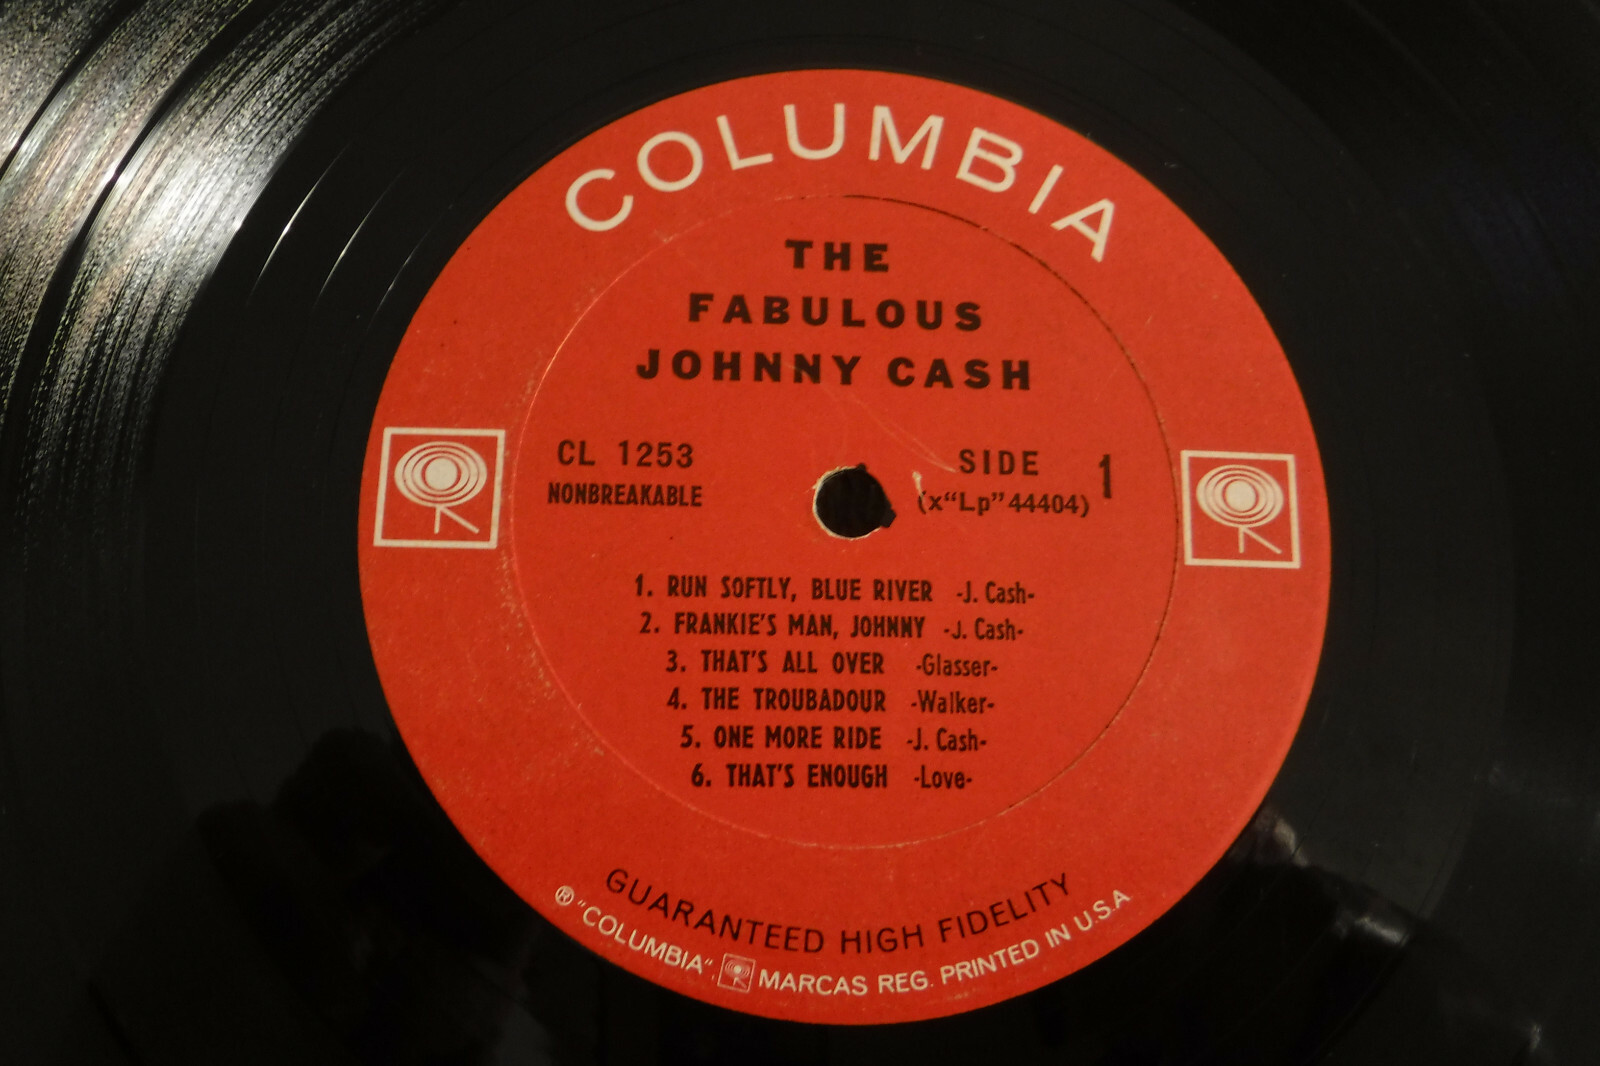 COLUMBIA
THE
FABULOUS
JOHNNY CASH
CL 1253
NONBREAKABLE
SIDE 1
(x“Lp” 44404)
1. RUN SOFTLY, BLUE RIVER -J. Cash-
2. FRANKIE'S MAN, JOHNNY -J. Cash-
3. THAT'S ALL OVER -Glasser-
4. THE TROUBADOUR -Walker-
5. ONE MORE RIDE -J. Cash-
6. THAT'S ENOUGH -Love-
GUARANTEED HIGH FIDELITY
® “COLUMBIA”, MARCAS REG. PRINTED IN U.S.A